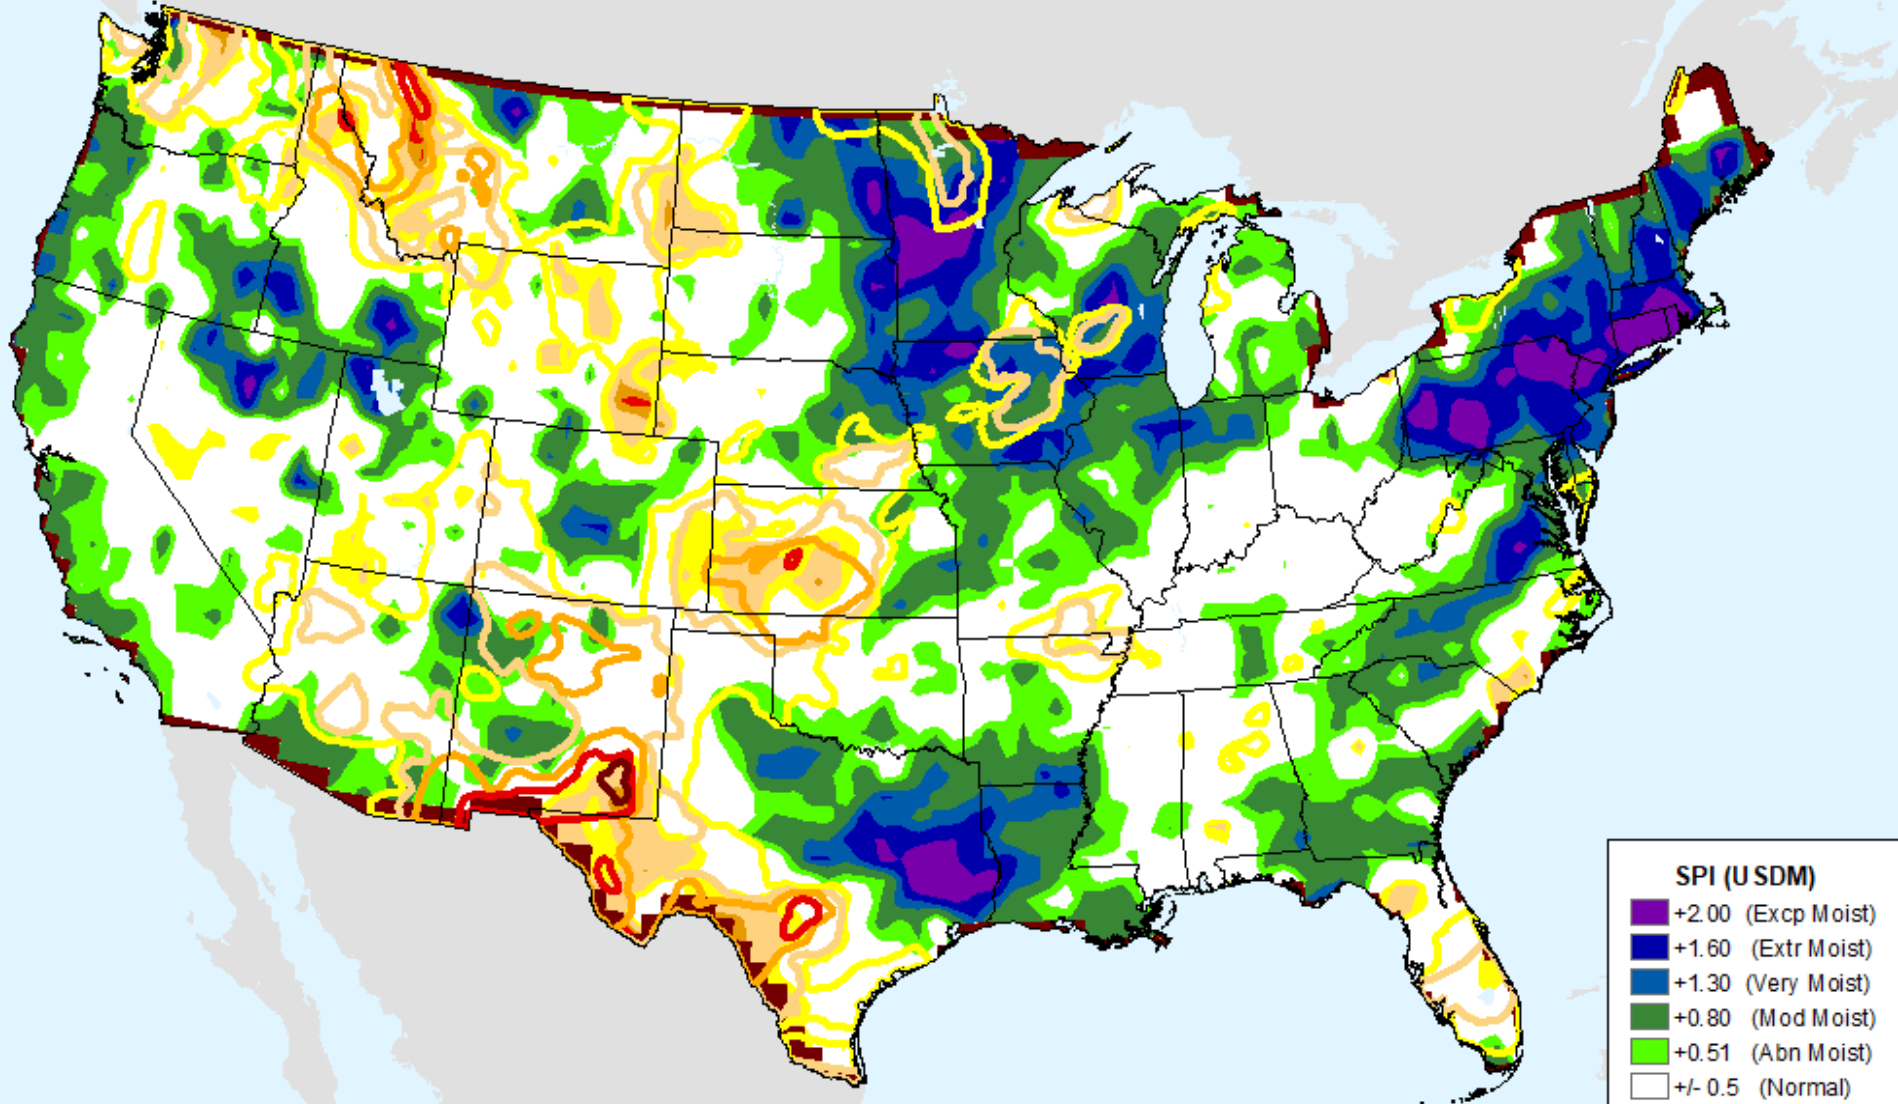 SPI (USDM)
+2.00 (Excp Moist)
+1.60 (Extr Moist)
+1.30 (Very Moist)
+0.80 (Mod Moist)
+0.51 (Abn Moist)
+/- 0.5 (Normal)